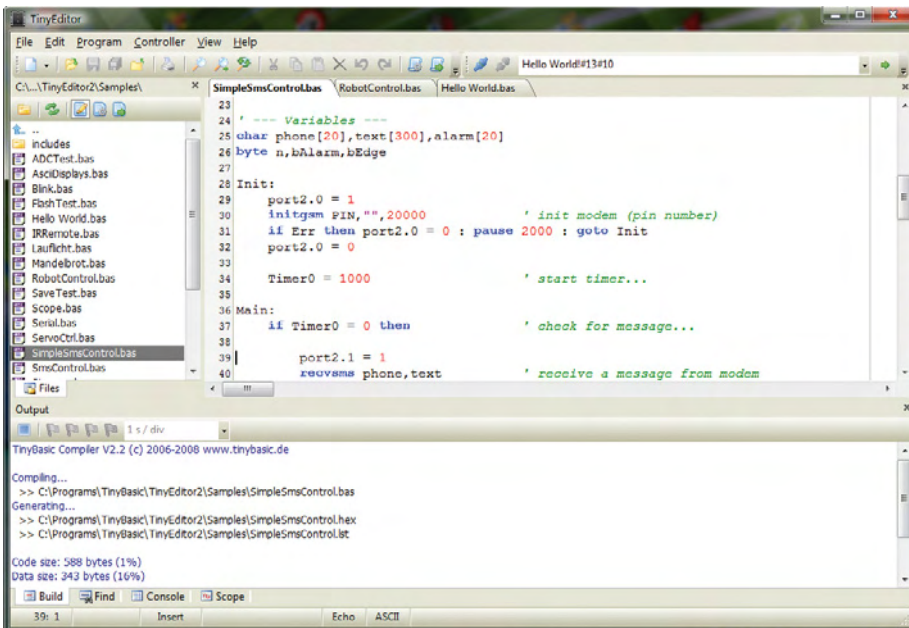 TinyEditor
File Edit Program Controller View Help
Hello World!#13#10
C:\...\TinyEditor2\Samples\
SimpleSmsControl.bas RobotControl.bas Hello World.bas
..
includes
ADCTest.bas
AsciDisplays.bas
Blink.bas
FlashTest.bas
Hello World.bas
IRRemote.bas
Lauflicht.bas
Mandelbrot.bas
RobotControl.bas
SaveTest.bas
Scope.bas
Serial.bas
ServoCtrl.bas
SimpleSmsControl.bas
SmsControl.bas
Files
23
24 ' --- Variables ---
25 char phone[20],text[300],alarm[20]
26 byte n,bAlarm,bEdge
27
28 Init:
29 port2.0 = 1
30 initgsm PIN,"",20000 ' init modem (pin number)
31 if Err then port2.0 = 0 : pause 2000 : goto Init
32 port2.0 = 0
33
34 Timer0 = 1000 ' start timer...
35
36 Main:
37 if Timer0 = 0 then ' check for message...
38
39 port2.1 = 1
40 recvsms phone,text ' receive a message from modem
Output
1 s / div
TinyBasic Compiler V2.2 (c) 2006-2008 www.tinybasic.de
Compiling...
>> C:\Programs\TinyBasic\TinyEditor2\Samples\SimpleSmsControl.bas
Generating...
>> C:\Programs\TinyBasic\TinyEditor2\Samples\SimpleSmsControl.hex
>> C:\Programs\TinyBasic\TinyEditor2\Samples\SimpleSmsControl.lst
Code size: 588 bytes (1%)
Data size: 343 bytes (16%)
Build Find Console Scope
39: 1 Insert Echo ASCII